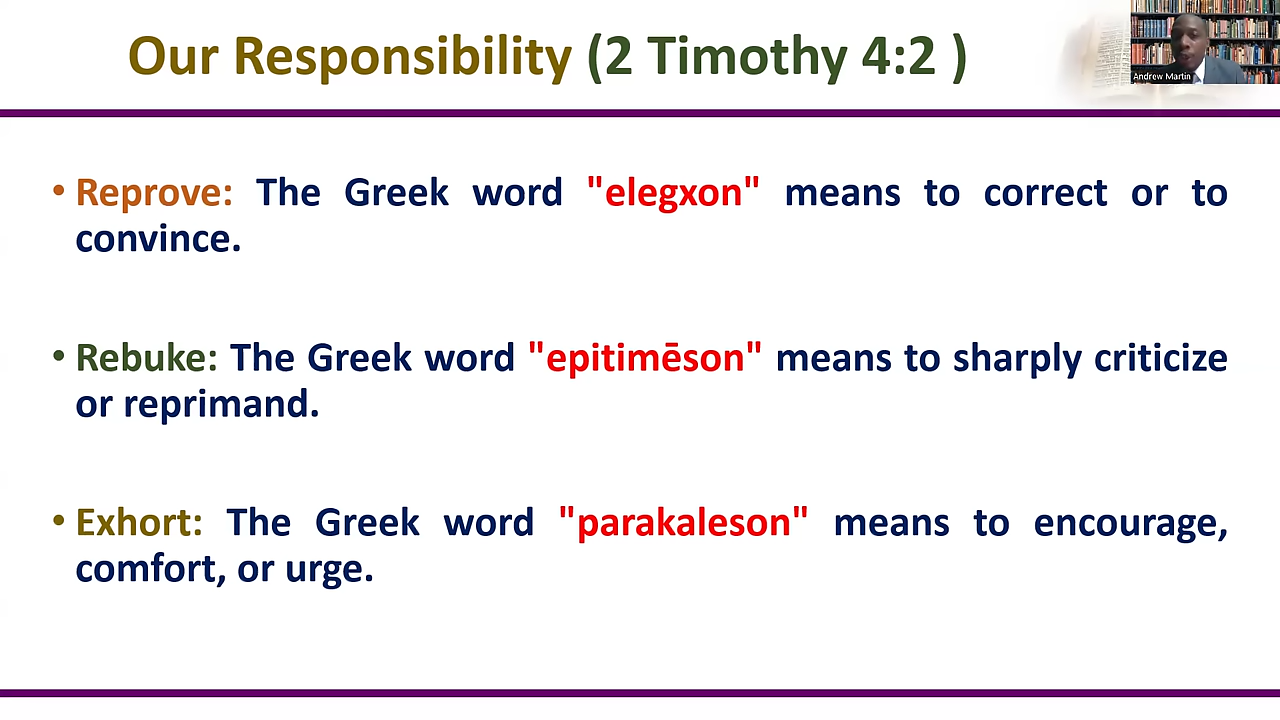 Our Responsibility (2 Timothy 4:2 )
Andrew Martin
• Reprove: The Greek word "elegxon" means to correct or to
convince.
• Rebuke: The Greek word "epitimēson" means to sharply criticize
or reprimand.
• Exhort: The Greek word "parakaleson" means to encourage,
comfort, or urge.